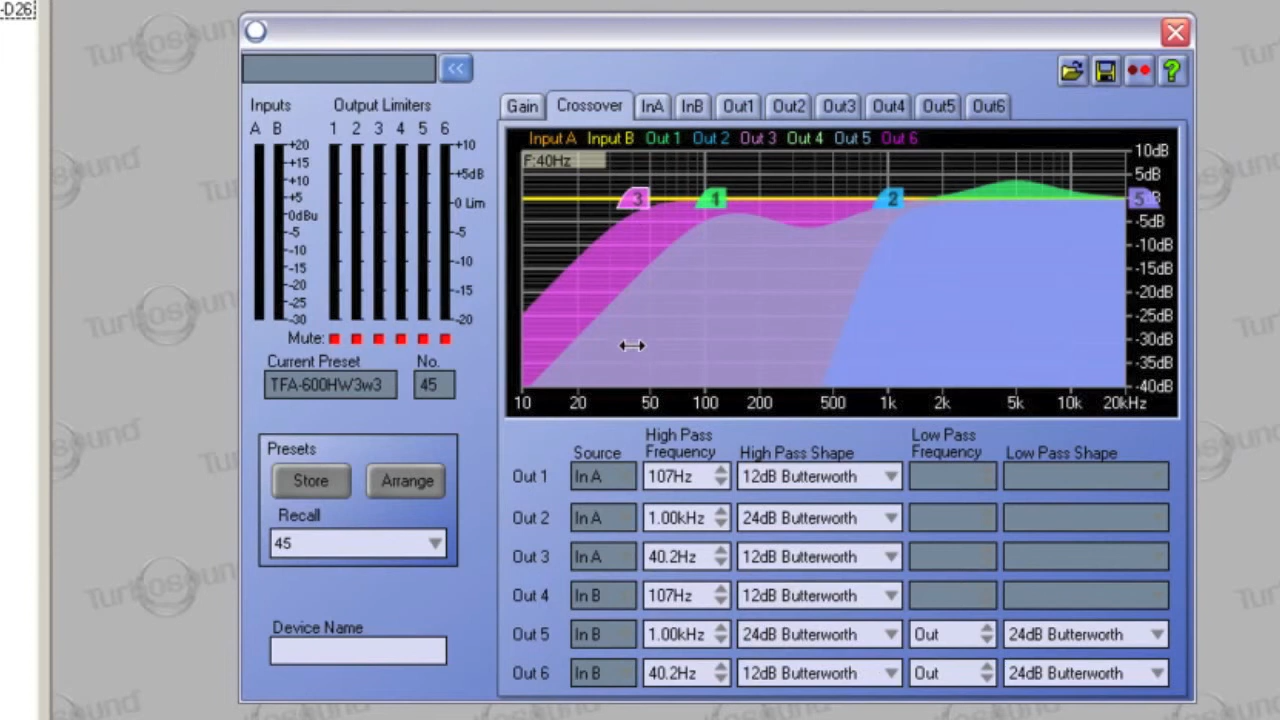 -D26
Turbosound
<<
Inputs Output Limiters
A B 1 2 3 4 5 6
+20 +10
+15
+10 +5dB
+5
0dBu 0 Lim
-5 -5
-10 -10
-15
-20 -15
-25
-30 -20
Mute:
Current Preset No.
TFA-600HW3w3 45
Presets
Store Arrange
Recall
45
Device Name
Gain Crossover InA InB Out1 Out2 Out3 Out4 Out5 Out6
Input A Input B Out 1 Out 2 Out 3 Out 4 Out 5 Out 6
F:40Hz
3 4 2 5
10dB
5dB
-5dB
-10dB
-15dB
-20dB
-25dB
-30dB
-35dB
-40dB
10 20 50 100 200 500 1k 2k 5k 10k 20kHz
Source High Pass Frequency High Pass Shape Low Pass Frequency Low Pass Shape
Out 1 In A 107Hz 12dB Butterworth
Out 2 In A 1.00kHz 24dB Butterworth
Out 3 In A 40.2Hz 12dB Butterworth
Out 4 In B 107Hz 12dB Butterworth
Out 5 In B 1.00kHz 24dB Butterworth Out 24dB Butterworth
Out 6 In B 40.2Hz 12dB Butterworth Out 24dB Butterworth